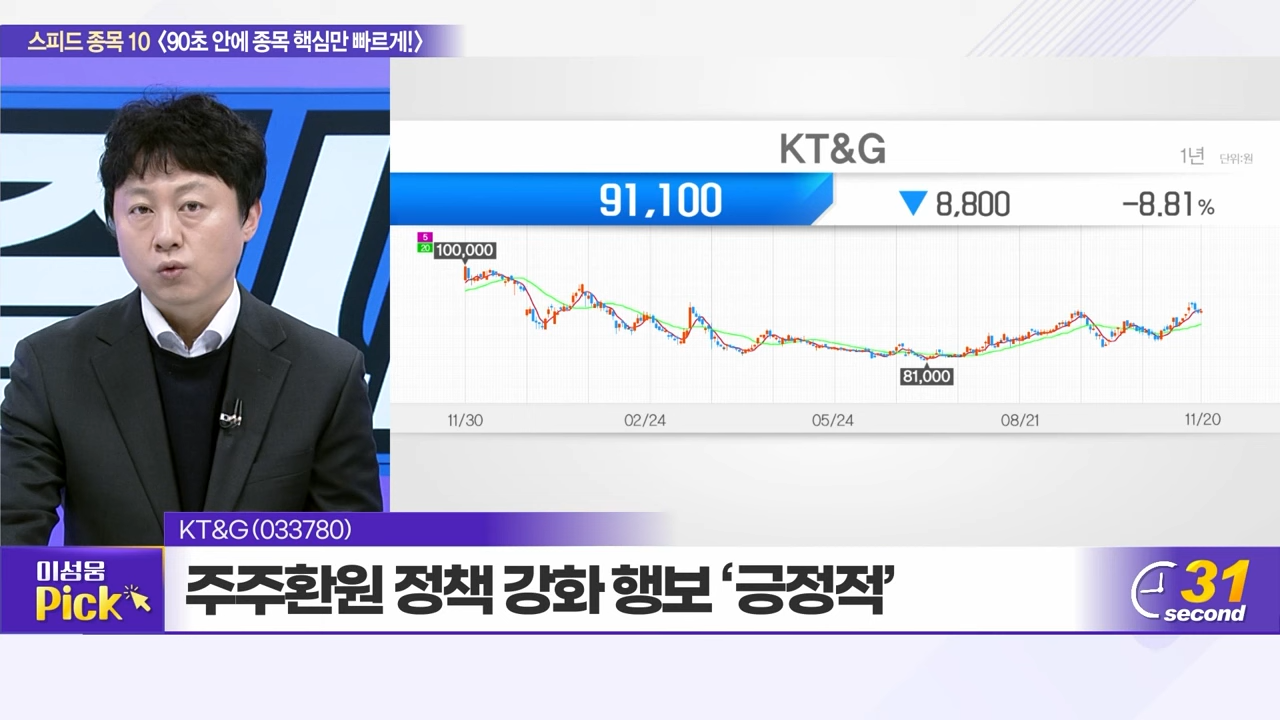 스피드 종목 10 〈90초 안에 종목 핵심만 빠르게!〉
KT&G
1년 단위:원
91,100 ▼ 8,800 -8.81%
5
20
100,000
81,000
11/30 02/24 05/24 08/21 11/20
KT&G(033780)
이성웅
Pick
주주환원 정책 강화 행보 ‘긍정적’
31
second